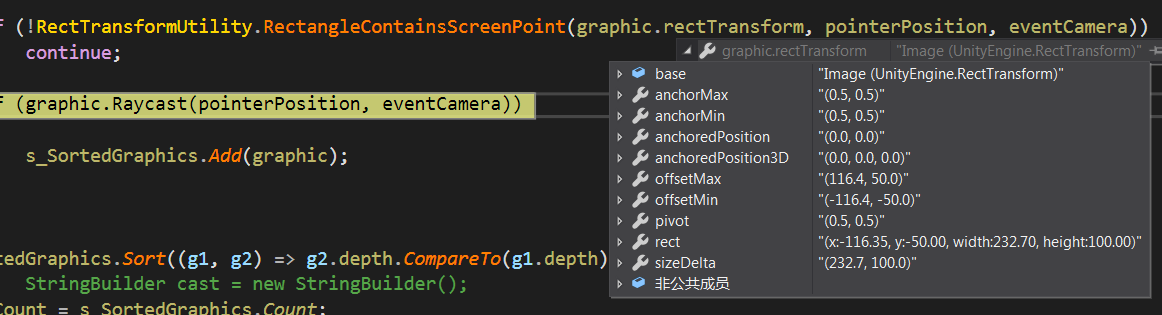 f (!RectTransformUtility.RectangleContainsScreenPoint(graphic.rectTransform, pointerPosition, eventCamera))
continue;
graphic.rectTransform "Image (UnityEngine.RectTransform)"
base "Image (UnityEngine.RectTransform)"
anchorMax "(0.5, 0.5)"
f (graphic.Raycast(pointerPosition, eventCamera))
anchorMin "(0.5, 0.5)"
anchoredPosition "(0.0, 0.0)"
s_SortedGraphics.Add(graphic);
anchoredPosition3D "(0.0, 0.0, 0.0)"
offsetMax "(116.4, 50.0)"
offsetMin "(-116.4, -50.0)"
pivot "(0.5, 0.5)"
rect "(x:-116.35, y:-50.00, width:232.70, height:100.00)"
tedGraphics.Sort((g1, g2) => g2.depth.CompareTo(g1.depth)
sizeDelta "(232.7, 100.0)"
StringBuilder cast = new StringBuilder();
非公共成员
Count = s_SortedGraphics.Count;